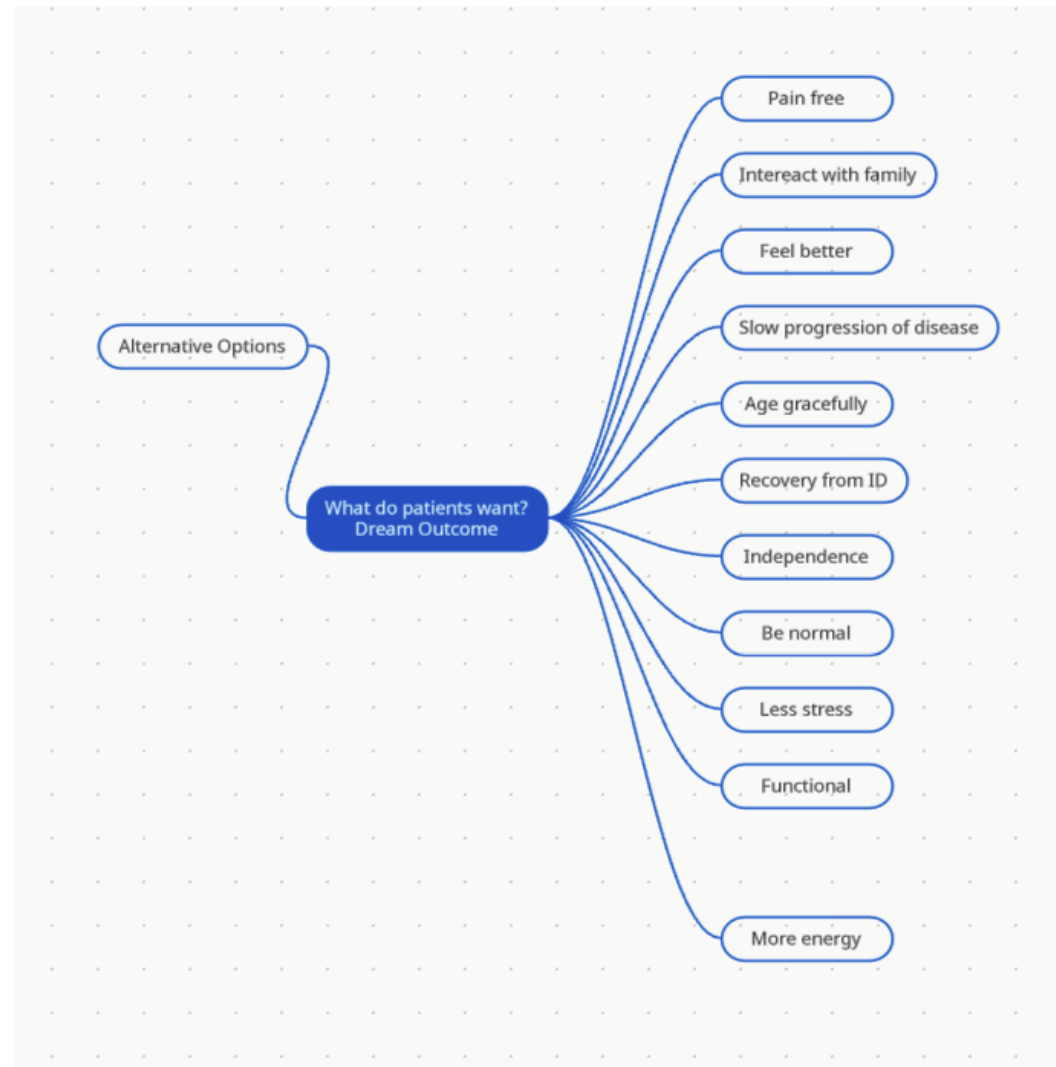 Pain free
Intereact with family
Feel better
Slow progression of disease
Alternative Options
Age gracefully
Recovery from ID
What do patients want?
Dream Outcome
Independence
Be normal
Less stress
Functional
More energy